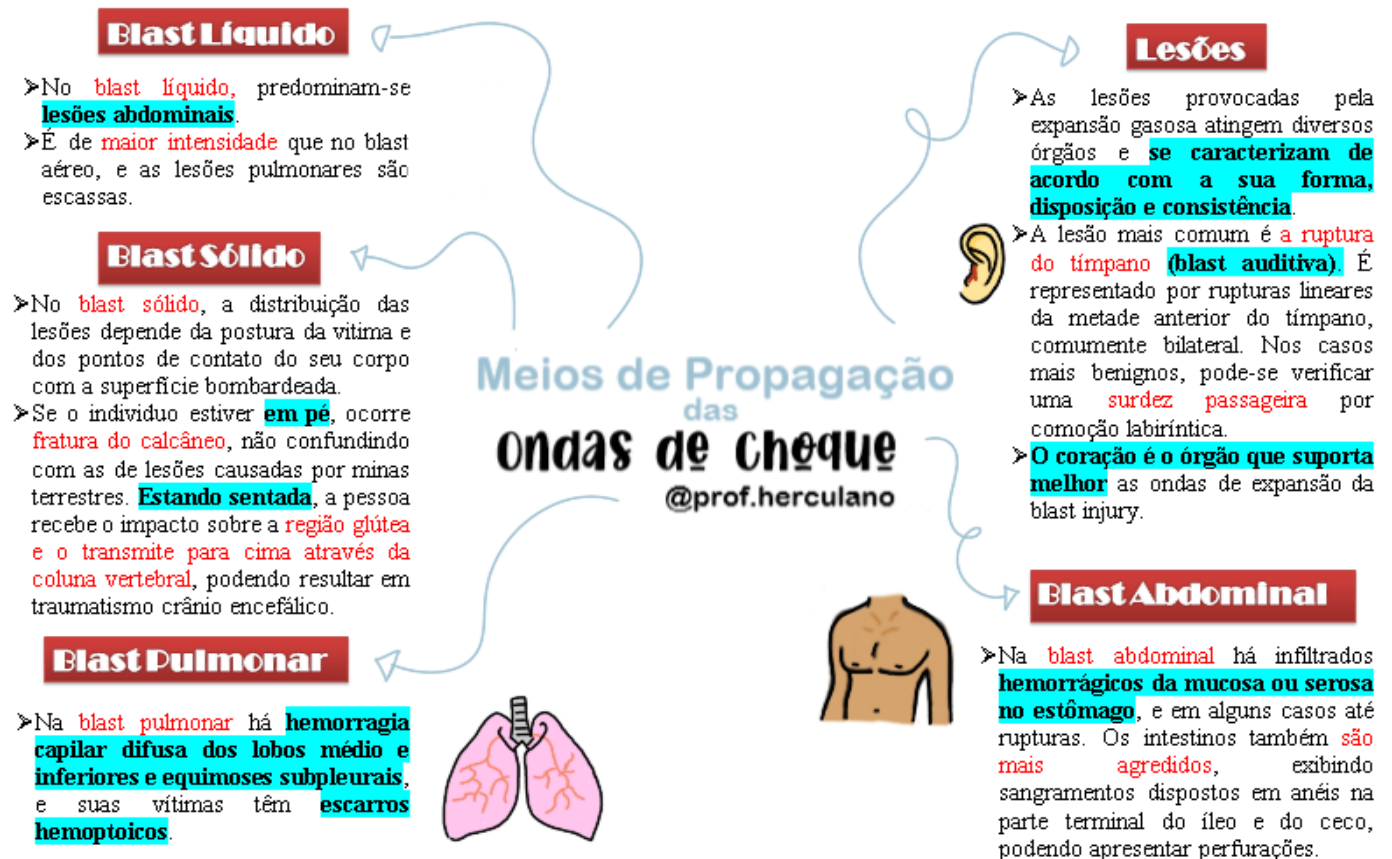 Blast Líquido
➢No blast líquido, predominam-se
lesões abdominais.
➢É de maior intensidade que no blast
aéreo, e as lesões pulmonares são
escassas.
Blast Sólido
➢No blast sólido, a distribuição das
lesões depende da postura da vitima e
dos pontos de contato do seu corpo
com a superfície bombardeada.
➢Se o individuo estiver em pé, ocorre
fratura do calcâneo, não confundindo
com as de lesões causadas por minas
terrestres. Estando sentada, a pessoa
recebe o impacto sobre a região glútea
e o transmite para cima através da
coluna vertebral, podendo resultar em
traumatismo crânio encefálico.
Blast Pulmonar
➢Na blast pulmonar há hemorragia
capilar difusa dos lobos médio e
inferiores e equimoses subpleurais,
e suas vítimas têm escarros
hemoptoicos.
Meios de Propagação
das
Ondas de Choque
@prof.herculano
Lesões
➢As lesões provocadas pela
expansão gasosa atingem diversos
órgãos e se caracterizam de
acordo com a sua forma,
disposição e consistência.
➢A lesão mais comum é a ruptura
do tímpano (blast auditiva). É
representado por rupturas lineares
da metade anterior do tímpano,
comumente bilateral. Nos casos
mais benignos, pode-se verificar
uma surdez passageira por
comoção labiríntica.
➢O coração é o órgão que suporta
melhor as ondas de expansão da
blast injury.
Blast Abdominal
➢Na blast abdominal há infiltrados
hemorrágicos da mucosa ou serosa
no estômago, e em alguns casos até
rupturas. Os intestinos também são
mais agredidos, exibindo
sangramentos dispostos em anéis na
parte terminal do íleo e do ceco,
podendo apresentar perfurações.